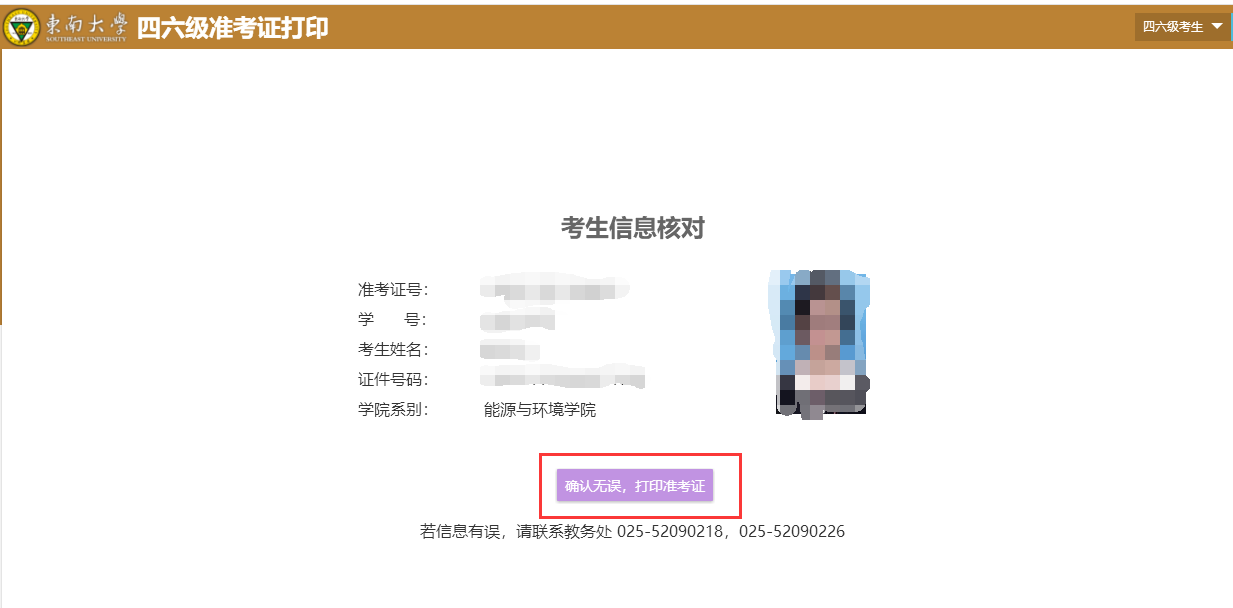 東南大學 四六级准考证打印
SOUTHEAST UNIVERSITY
四六级考生
考生信息核对
准考证号：
学 号：
考生姓名：
证件号码：
学院系别： 能源与环境学院
确认无误，打印准考证
若信息有误，请联系教务处 025-52090218，025-52090226